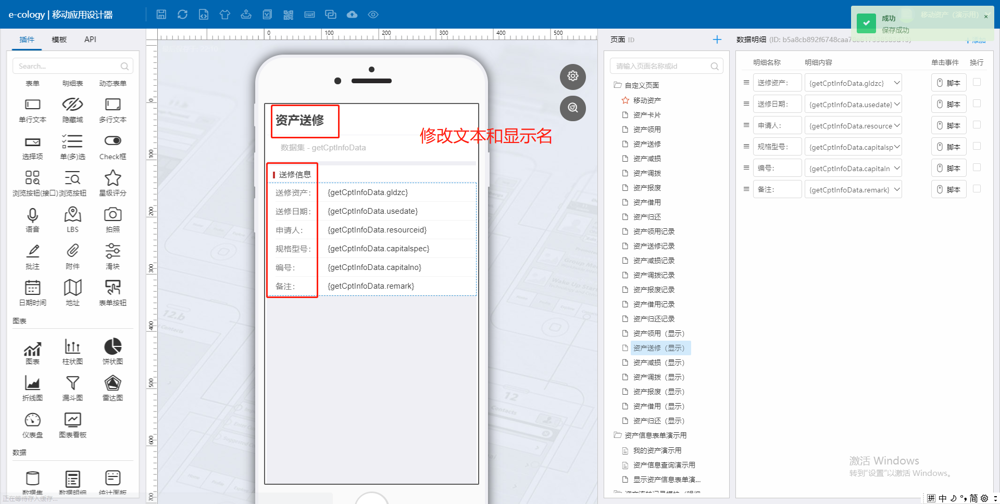 e-cology | 移动应用设计器
移动资产（演示用）
成功
保存成功
×
插件
模板
API
Search...
表单
明细表
动态表单
单行文本
隐藏域
多行文本
选择项
单(多)选
Check框
浏览按钮(接口)
浏览按钮
星级评分
语音
LBS
拍照
批注
附件
滑块
日期时间
地址
表单按钮
图表
图表
柱状图
饼状图
折线图
漏斗图
雷达图
仪表盘
图表看板
数据
数据集
数据明细
统计面板
正在等待存入缓存...
0
100
200
300
400
500
0
100
200
300
400
500
600
700
资产送修
修改文本和显示名
数据集 - getCptInfoData
送修信息
送修资产：
{getCptInfoData.gldzc}
送修日期：
{getCptInfoData.usedate}
申请人：
{getCptInfoData.resourceid}
规格型号：
{getCptInfoData.capitalspec}
编号：
{getCptInfoData.capitalno}
备注：
{getCptInfoData.remark}
页面 ID
请输入页面名称或id
自定义页面
移动资产
资产卡片
资产领用
资产送修
资产减损
资产调拨
资产报废
资产借用
资产归还
资产领用记录
资产送修记录
资产减损记录
资产调拨记录
资产报废记录
资产借用记录
资产归还记录
资产领用（显示）
资产送修（显示）
资产减损（显示）
资产调拨（显示）
资产报废（显示）
资产借用（显示）
资产归还（显示）
资产信息表单演示用
我的资产演示用
资产信息查询演示用
显示资产信息表单演...
数据明细
添加
明细名称
明细内容
单击事件
换行
送修资产：
{getCptInfoData.gldzc}
脚本
送修日期：
{getCptInfoData.usedate}
脚本
申请人：
{getCptInfoData.resource
脚本
规格型号：
{getCptInfoData.capitalsp
脚本
编号：
{getCptInfoData.capitaln
脚本
备注：
{getCptInfoData.remark}
脚本
激活 Windows
转到“设置”以激活 Windows。
拼 中 简